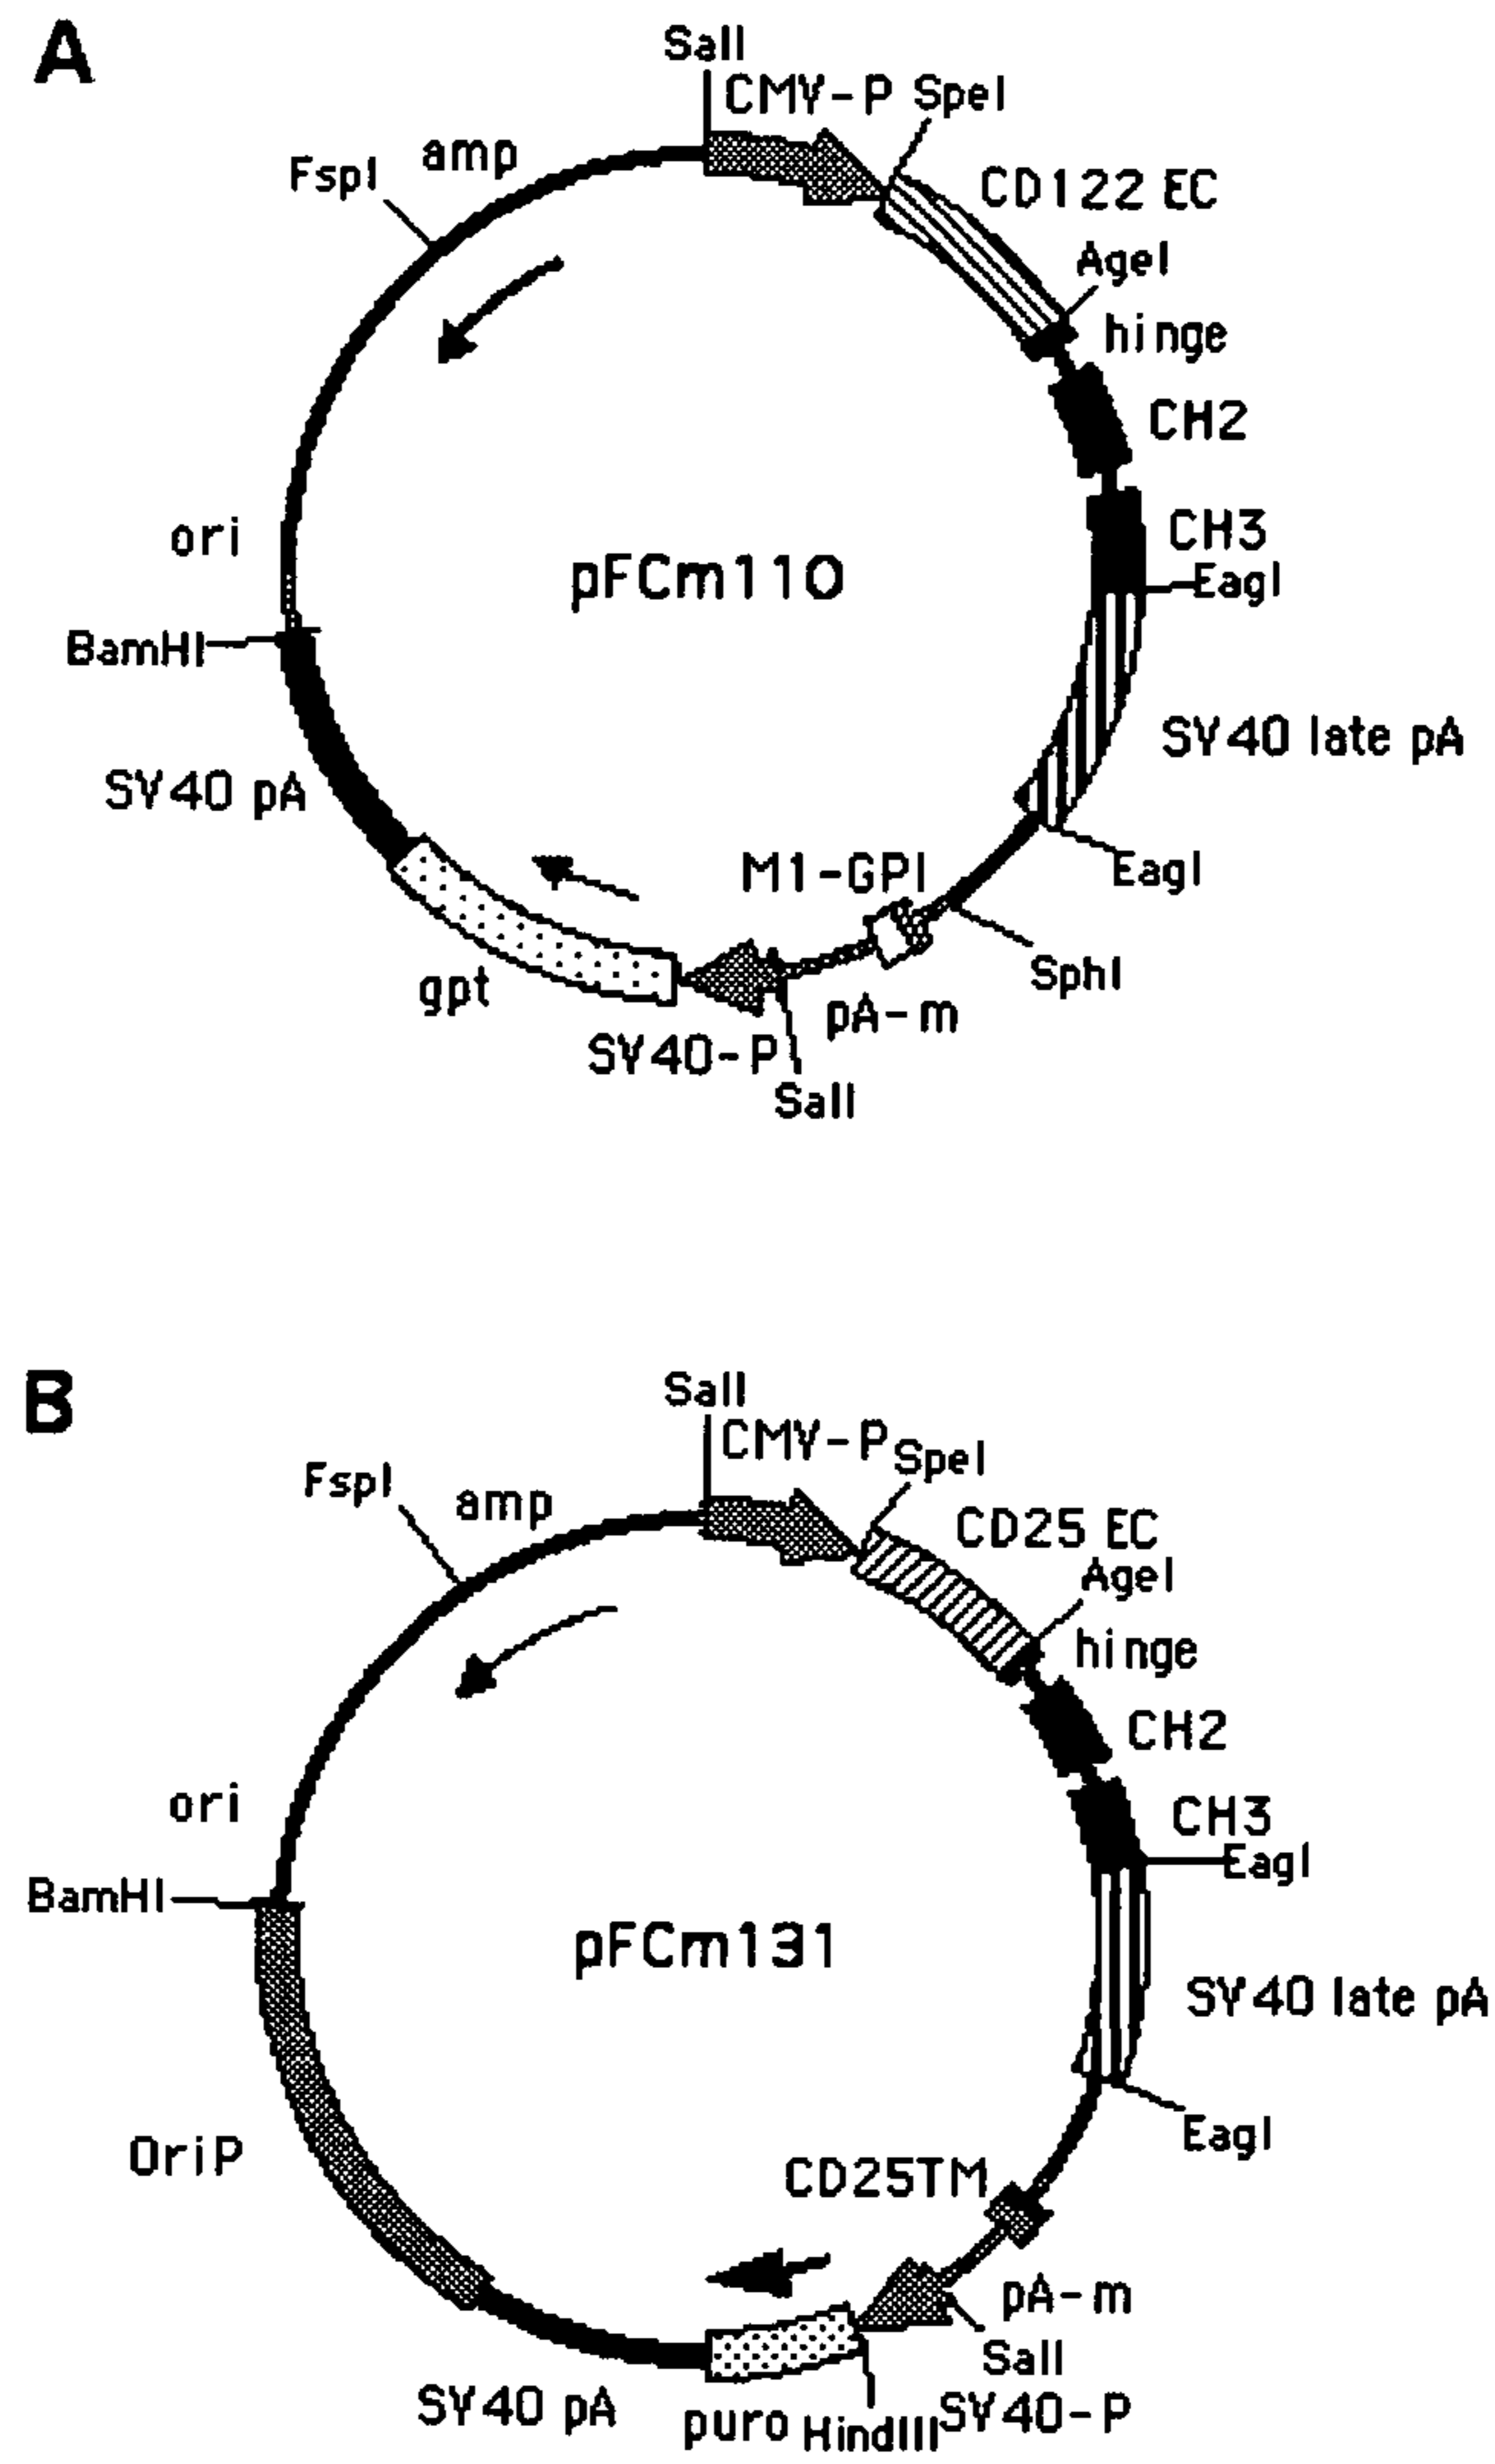 A
SalI
CMV-P SpeI
amp
FspI
CD122 EC
AgeI
hinge
CH2
CH3
ori
pFCm110
EagI
BamHI
SV40 late pA
SV40 pA
M1-GPI
EagI
SphI
gpt
pA-m
SV40-P
SalI
B
SalI
CMV-P SpeI
FspI
amp
CD25 EC
AgeI
hinge
CH2
ori
CH3
EagI
BamHI
pFCm131
SV40 late pA
EagI
OriP
CD25TM
pA-m
SalI
SV40 pA
puro HindIII SV40-P